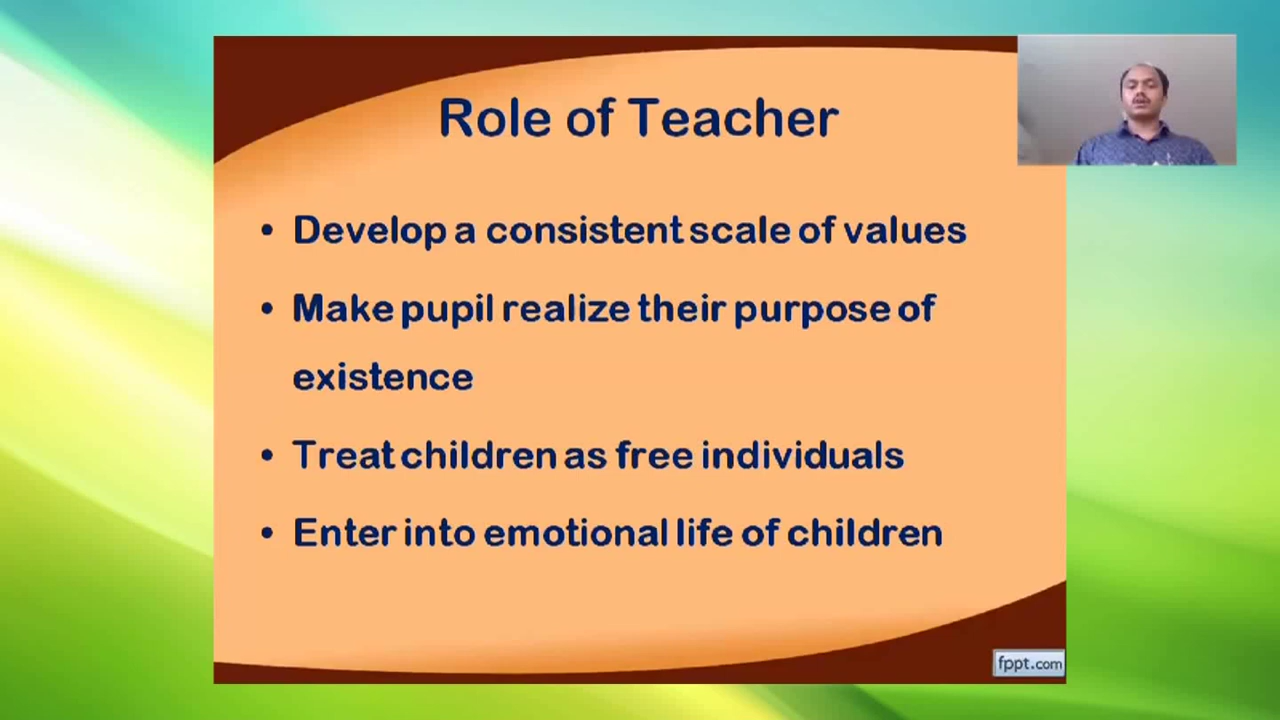 Role of Teacher
• Develop a consistent scale of values
• Make pupil realize their purpose of
existence
• Treat children as free individuals
• Enter into emotional life of children
fppt.com